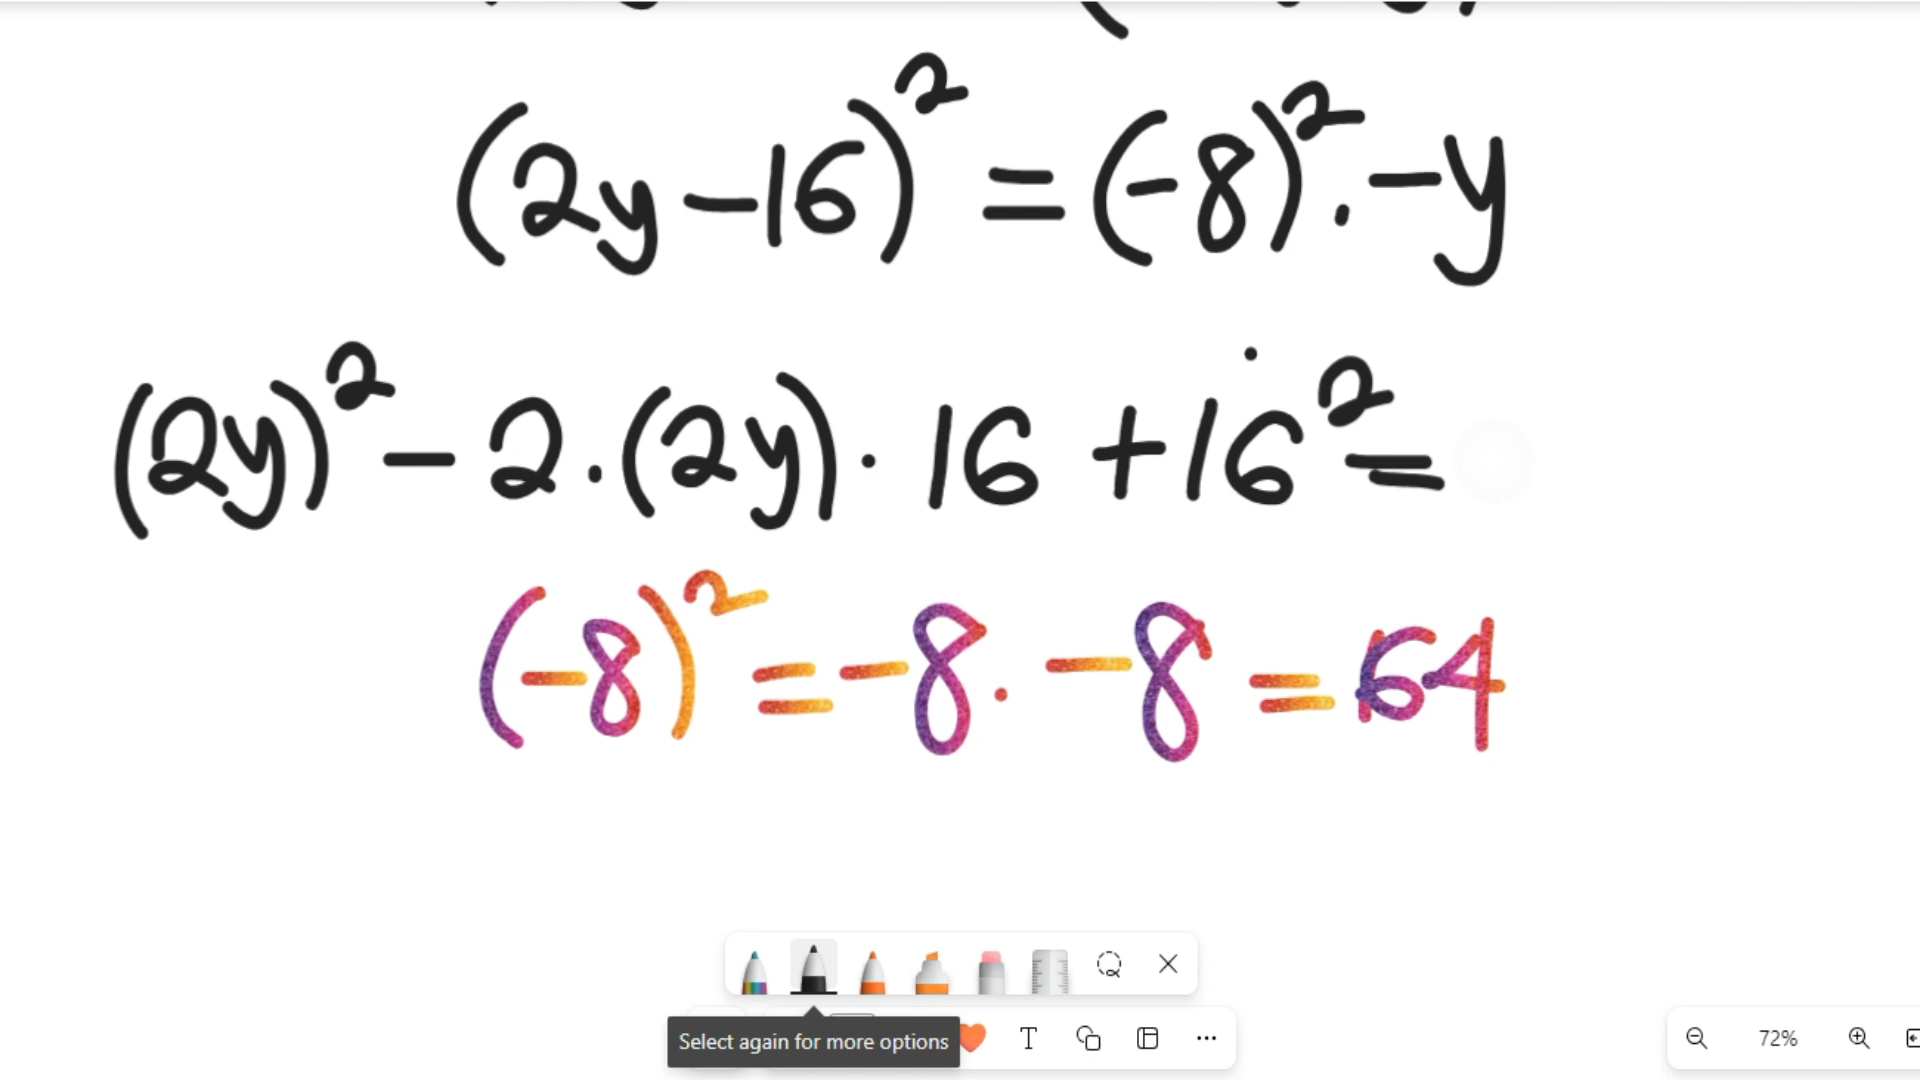 (2y-16)² = (-8)² · -y
(2y)² - 2 · (2y) · 16 + 16² =
(-8)² = -8 · -8 = 64
Select again for more options
T
72%